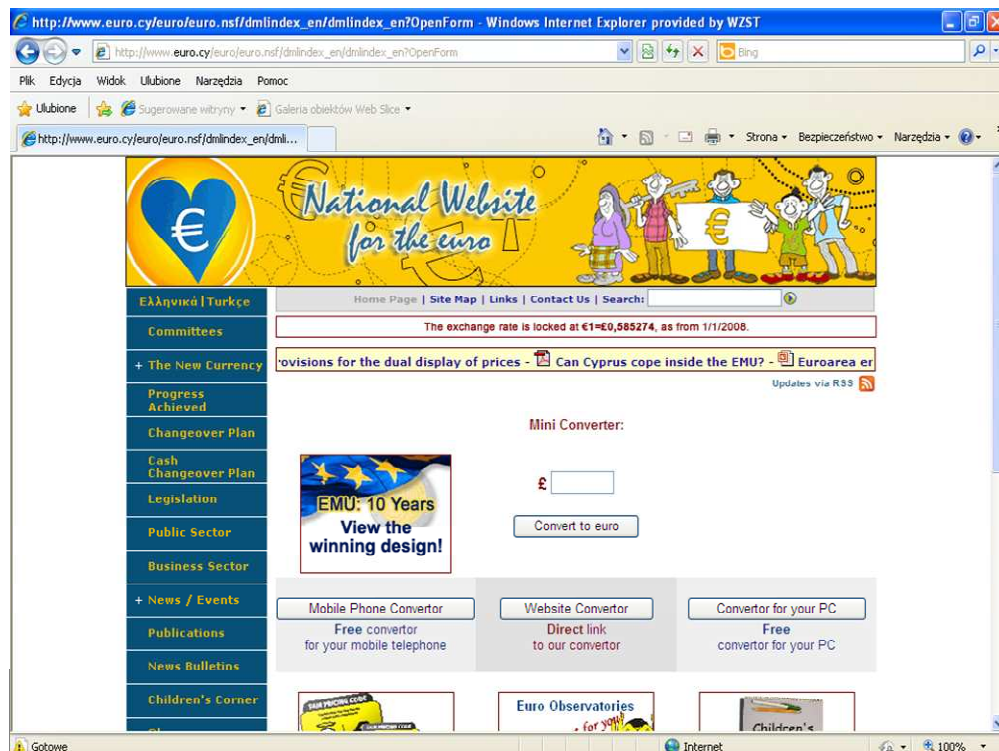 http://www.euro.cy/euro/euro.nsf/dmlindex_en/dmlindex_en?OpenForm - Windows Internet Explorer provided by WZST
http://www.euro.cy/euro/euro.nsf/dmlindex_en/dmlindex_en?OpenForm
Bing
Plik Edycja Widok Ulubione Narzędzia Pomoc
Ulubione Sugerowane witryny Galeria obiektów Web Slice
http://www.euro.cy/euro/euro.nsf/dmlindex_en/dmli... Strona Bezpieczeństwo Narzędzia
€
National Website
for the euro
€
Ελληνικά | Turkçe
Committees
+ The New Currency
Progress
Achieved
Changeover Plan
Cash
Changeover Plan
Legislation
Public Sector
Business Sector
+ News / Events
Publications
News Bulletins
Children's Corner
Home Page | Site Map | Links | Contact Us | Search:
The exchange rate is locked at €1=£0,585274, as from 1/1/2008.
ovisions for the dual display of prices - Can Cyprus cope inside the EMU? - Euroarea er
Updates via RSS
Mini Converter:
EMU: 10 Years
View the
winning design!
£
Convert to euro
Mobile Phone Convertor
Free convertor
for your mobile telephone
Website Convertor
Direct link
to our convertor
Convertor for your PC
Free
convertor for your PC
FAIR PRICING CODE
Euro Observatories
for you
Children's
Gotowe
Internet
100%